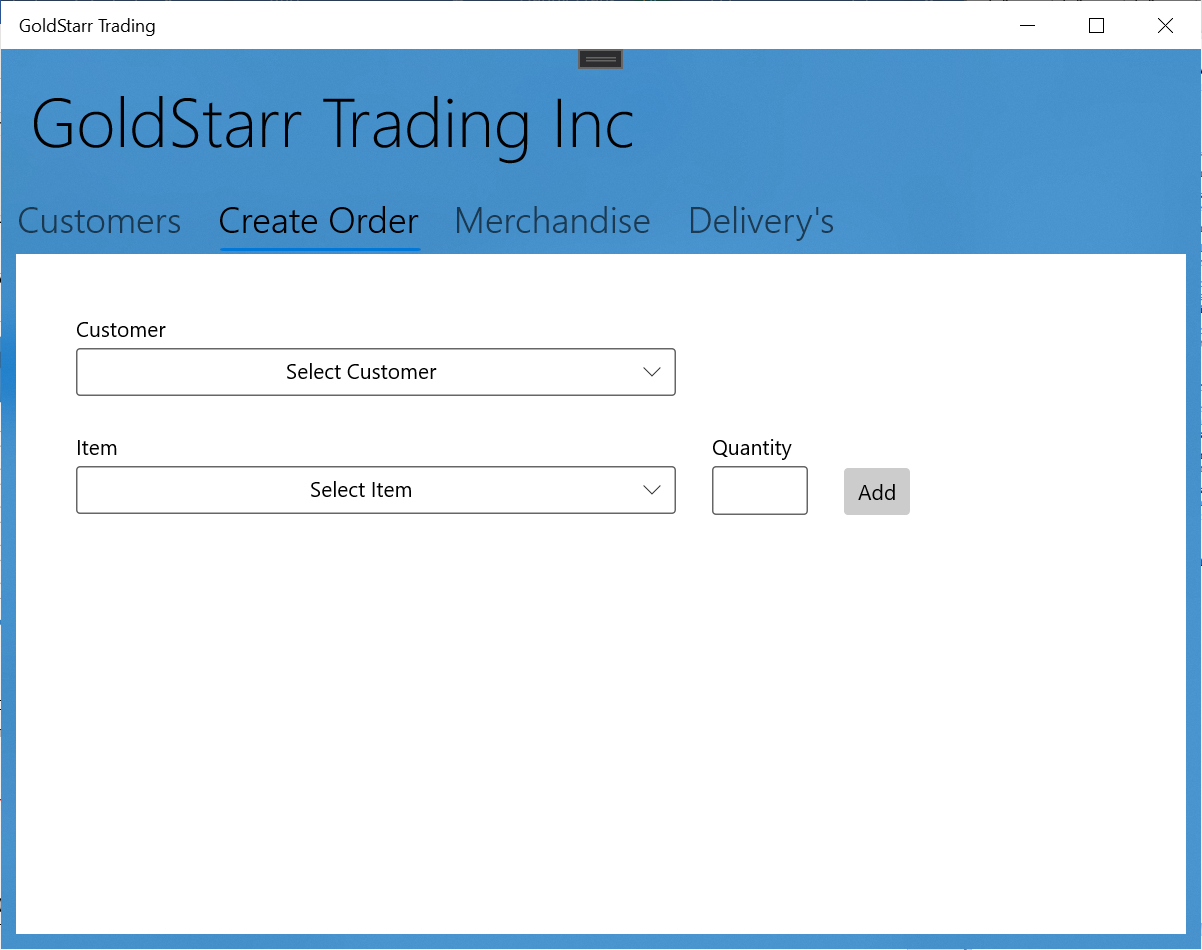 GoldStarr Trading
GoldStarr Trading Inc
Customers Create Order Merchandise Delivery's
Customer
Select Customer
Item Quantity
Select Item Add